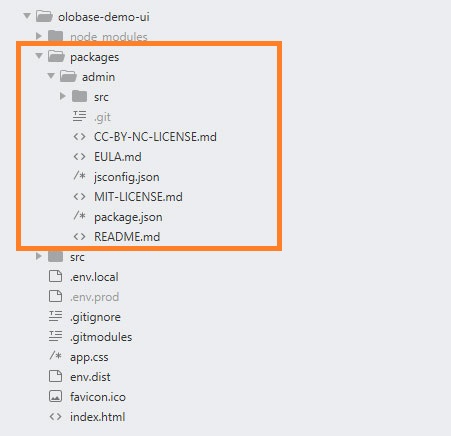 olobase-demo-ui
node_modules
packages
admin
src
.git
CC-BY-NC-LICENSE.md
EULA.md
jsconfig.json
MIT-LICENSE.md
package.json
README.md
src
.env.local
.env.prod
.gitignore
.gitmodules
app.css
env.dist
favicon.ico
index.html